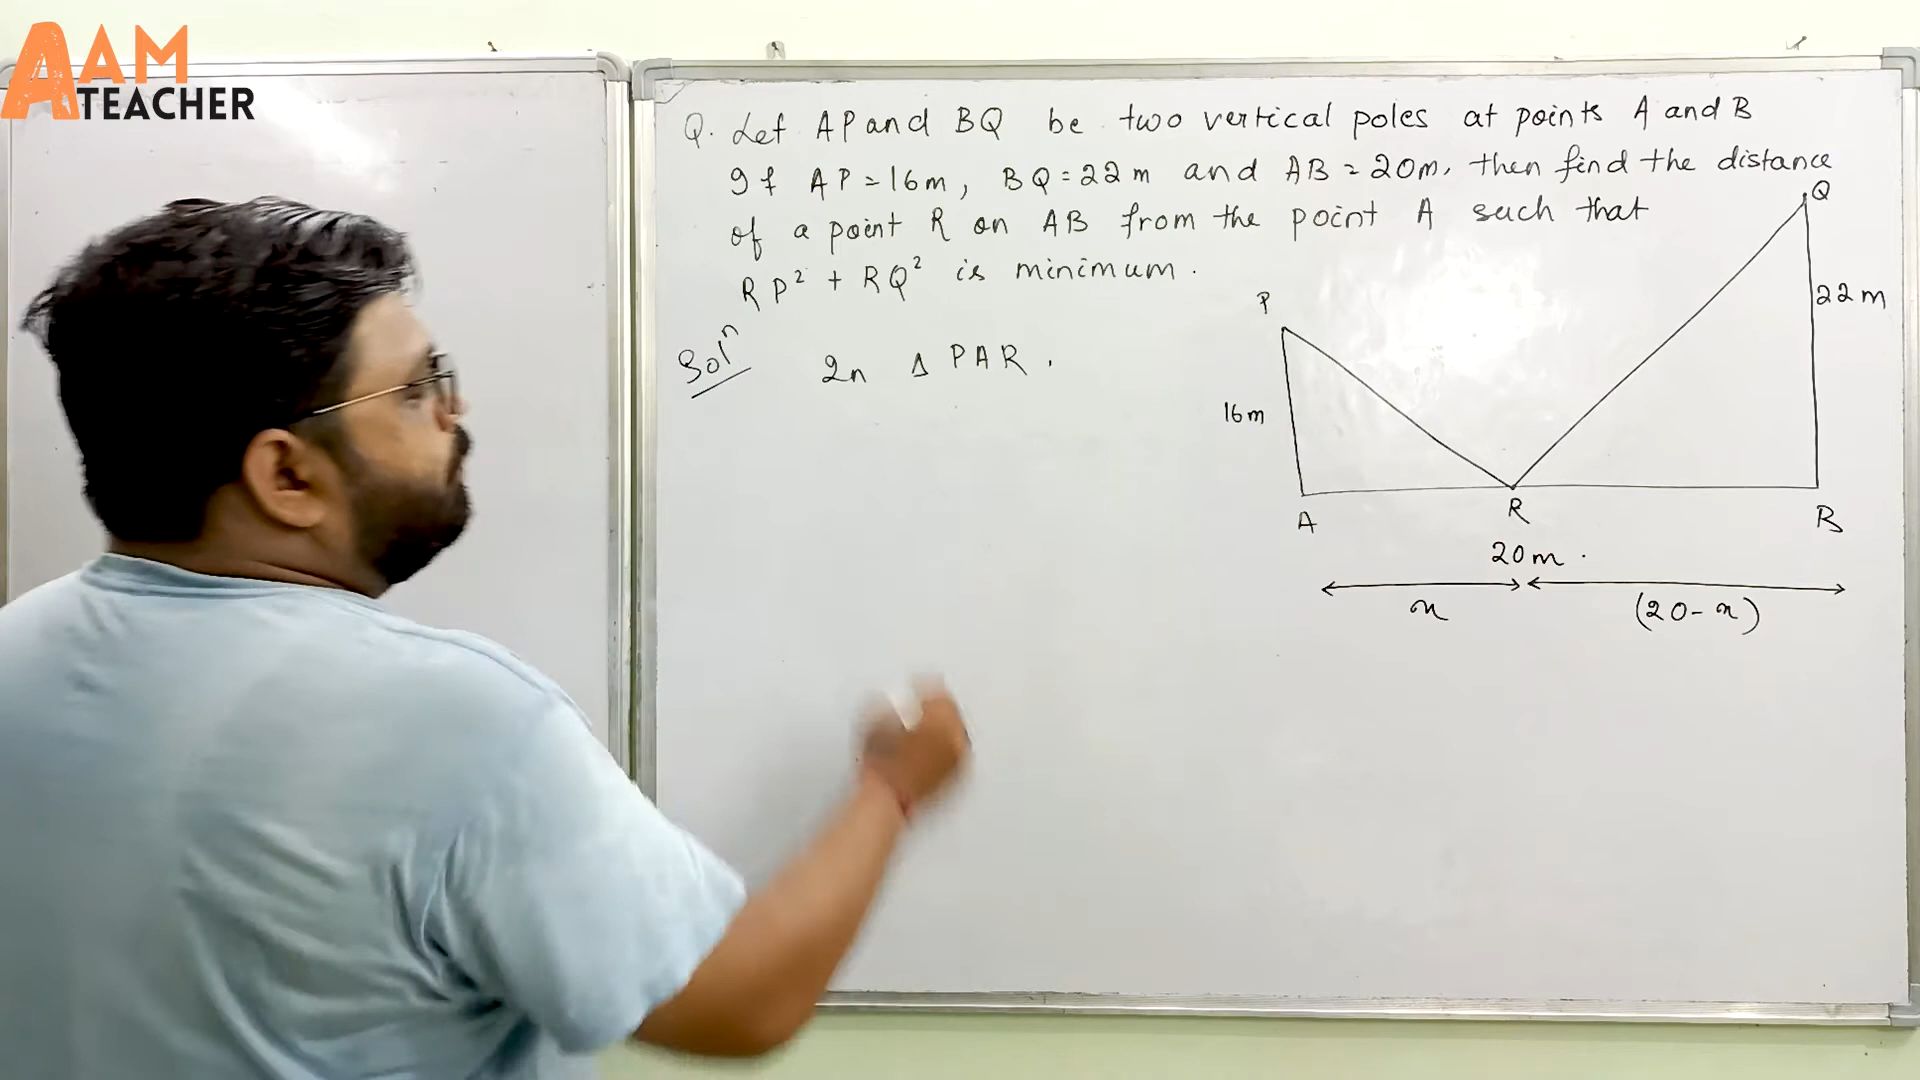 AAM
TEACHER
Q. Let AP and BQ be two vertical poles at points A and B
If AP = 16m, BQ = 22 m and AB = 20m, then find the distance
of a point R on AB from the point A such that
RP² + RQ² is minimum.
Solⁿ In Δ PAR.
P
Q
16m
22m
A
R
B
20m.
x
(20-x)